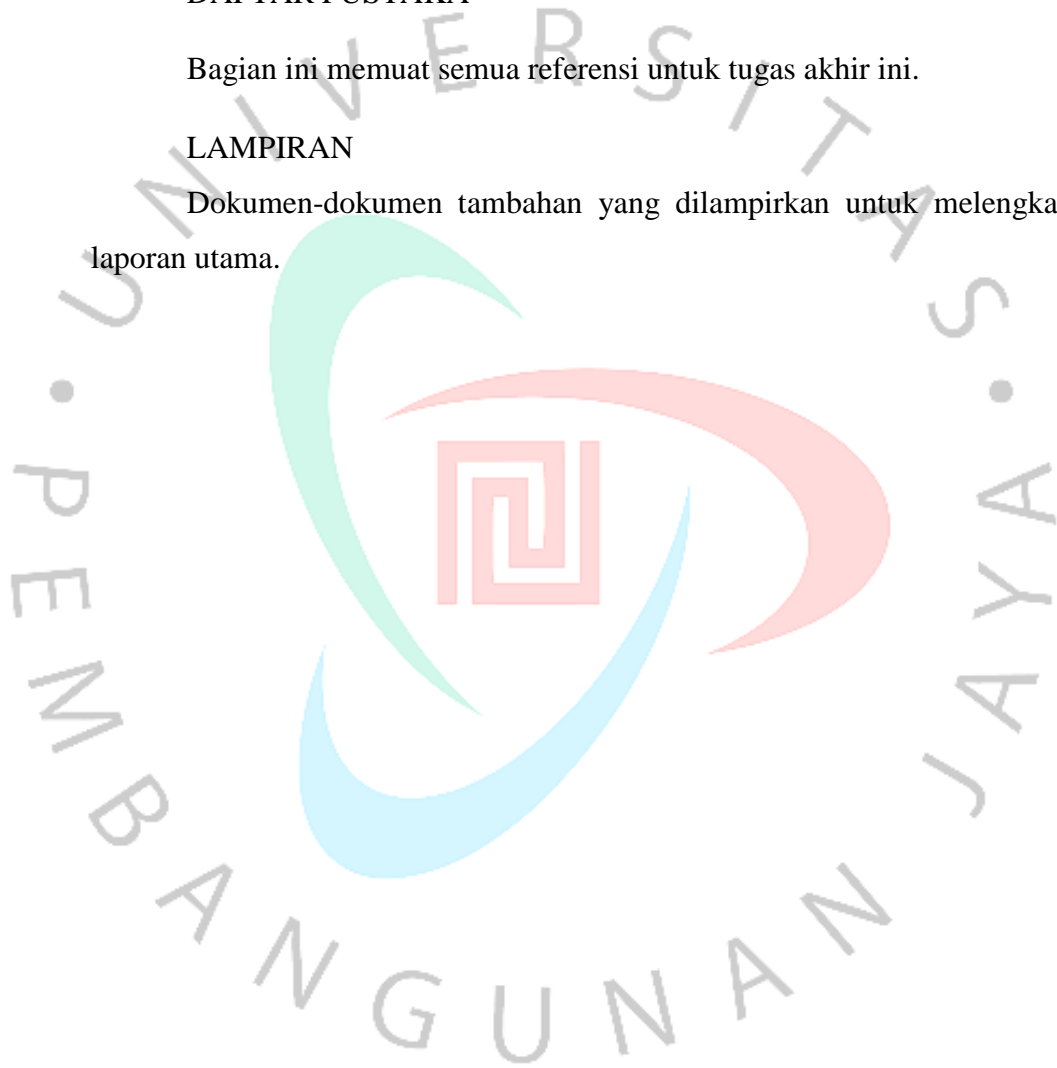 DAFTAR PUSTAKA
Bagian ini memuat semua referensi untuk tugas akhir ini.
LAMPIRAN
Dokumen-dokumen tambahan yang dilampirkan untuk melengka
laporan utama.
UNIVERSITAS
• PEMBANGUNAN JAYA •